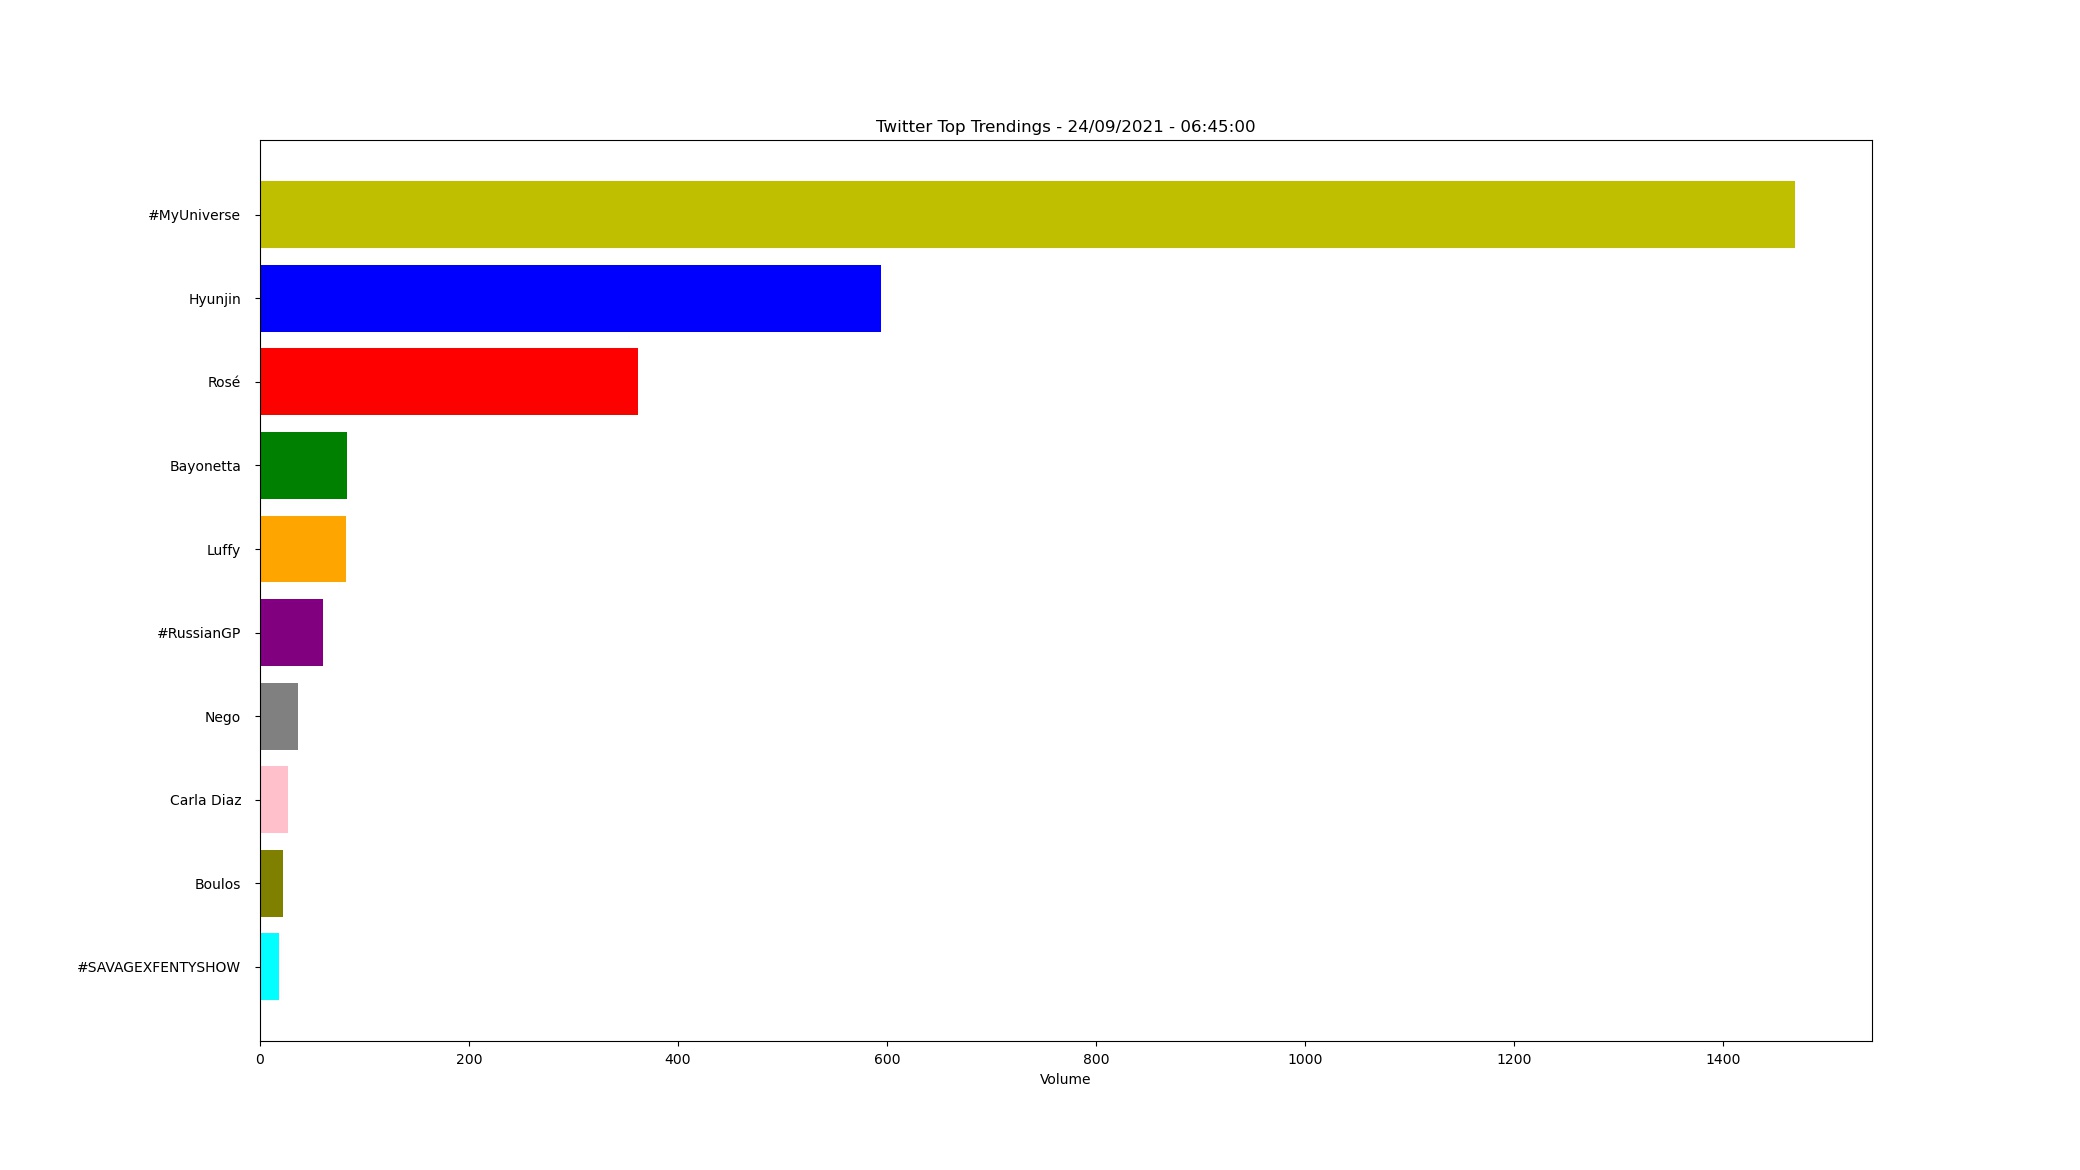 Twitter Top Trendings - 24/09/2021 - 06:45:00
#MyUniverse
Hyunjin
Rosé
Bayonetta
Luffy
#RussianGP
Nego
Carla Diaz
Boulos
#SAVAGEXFENTYSHOW
0 200 400 600 800 1000 1200 1400
Volume